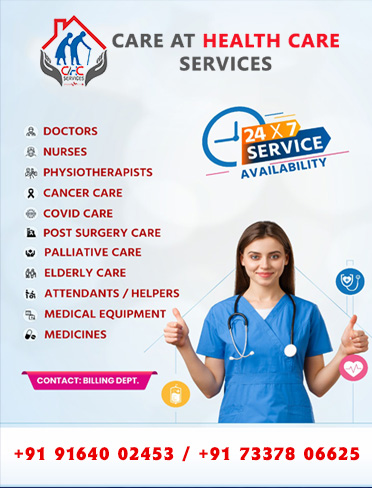 CHC
SERVICES
CARE AT HEALTH CARE
SERVICES
24 X 7
SERVICE
AVAILABILITY
DOCTORS
NURSES
PHYSIOTHERAPISTS
CANCER CARE
COVID CARE
POST SURGERY CARE
PALLIATIVE CARE
ELDERLY CARE
ATTENDANTS / HELPERS
MEDICAL EQUIPMENT
MEDICINES
CONTACT: BILLING DEPT.
+91 91640 02453 / +91 73378 06625